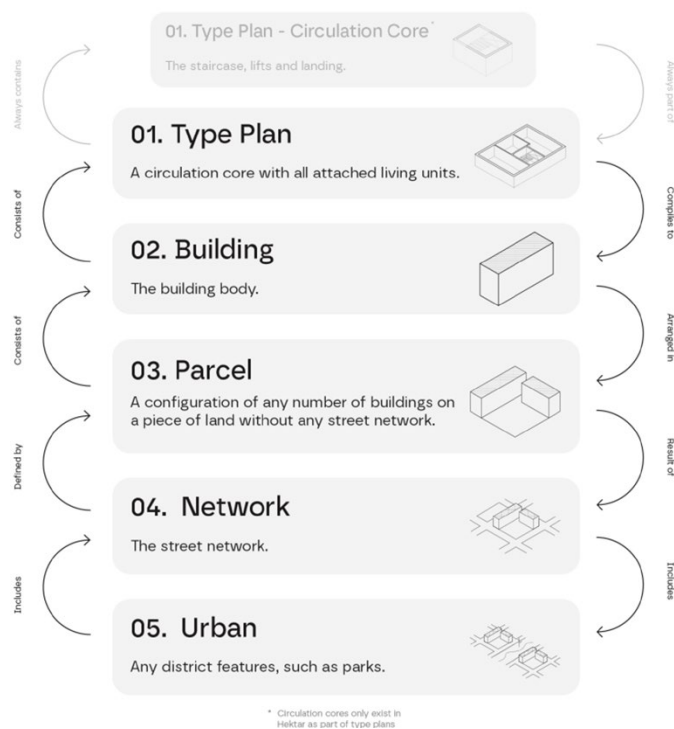 01. Type Plan - Circulation Core*
The staircase, lifts and landing.
Always contains
Always part of
01. Type Plan
A circulation core with all attached living units.
Consists of
Compiles to
02. Building
The building body.
Consists of
Arranged in
03. Parcel
A configuration of any number of buildings on
a piece of land without any street network.
Defined by
Result of
04. Network
The street network.
Includes
Includes
05. Urban
Any district features, such as parks.
* Circulation cores only exist in
Hektar as part of type plans